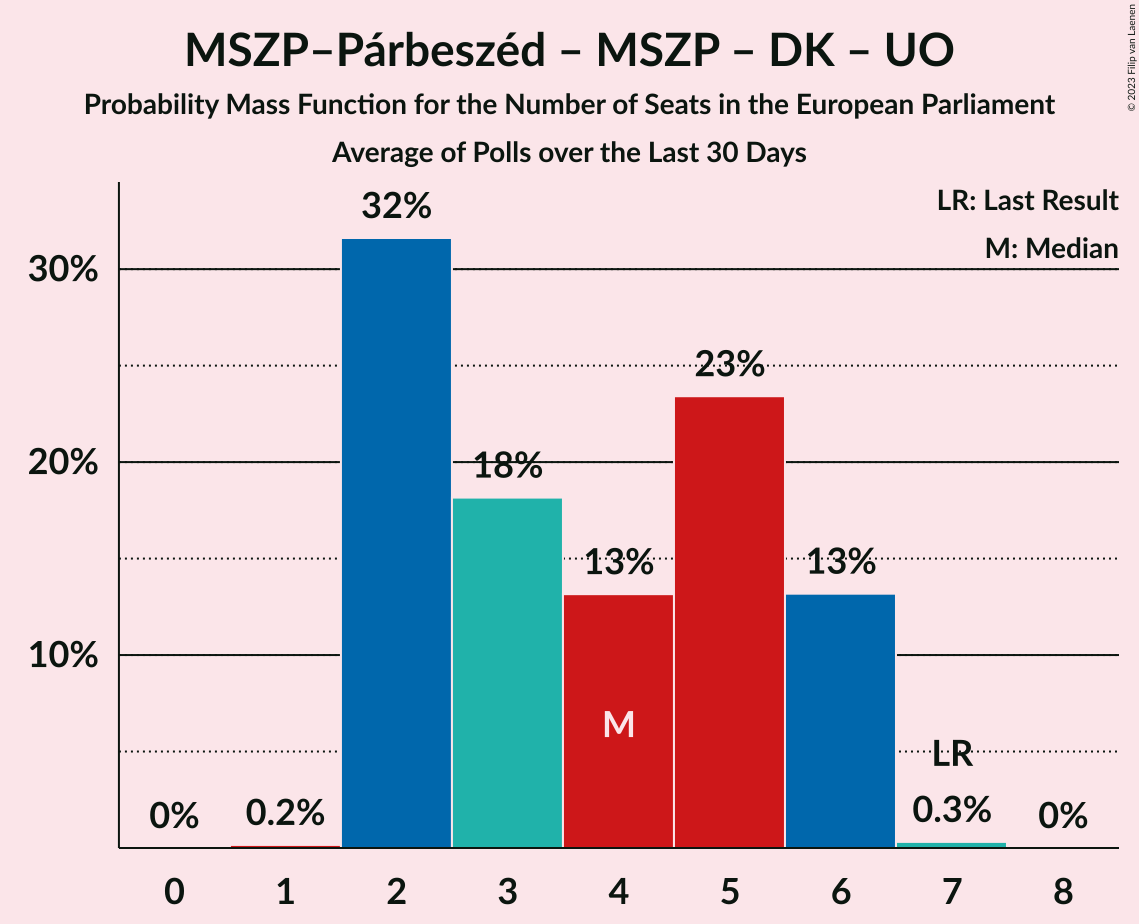 MSZP–Párbeszéd – MSZP – DK – UO
Probability Mass Function for the Number of Seats in the European Parliament
Average of Polls over the Last 30 Days
© 2023 Filip van Laenen
LR: Last Result
M: Median
30%
20%
10%
0%
0.2%
32%
18%
13%
23%
13%
0.3%
0%
M
LR
0 1 2 3 4 5 6 7 8